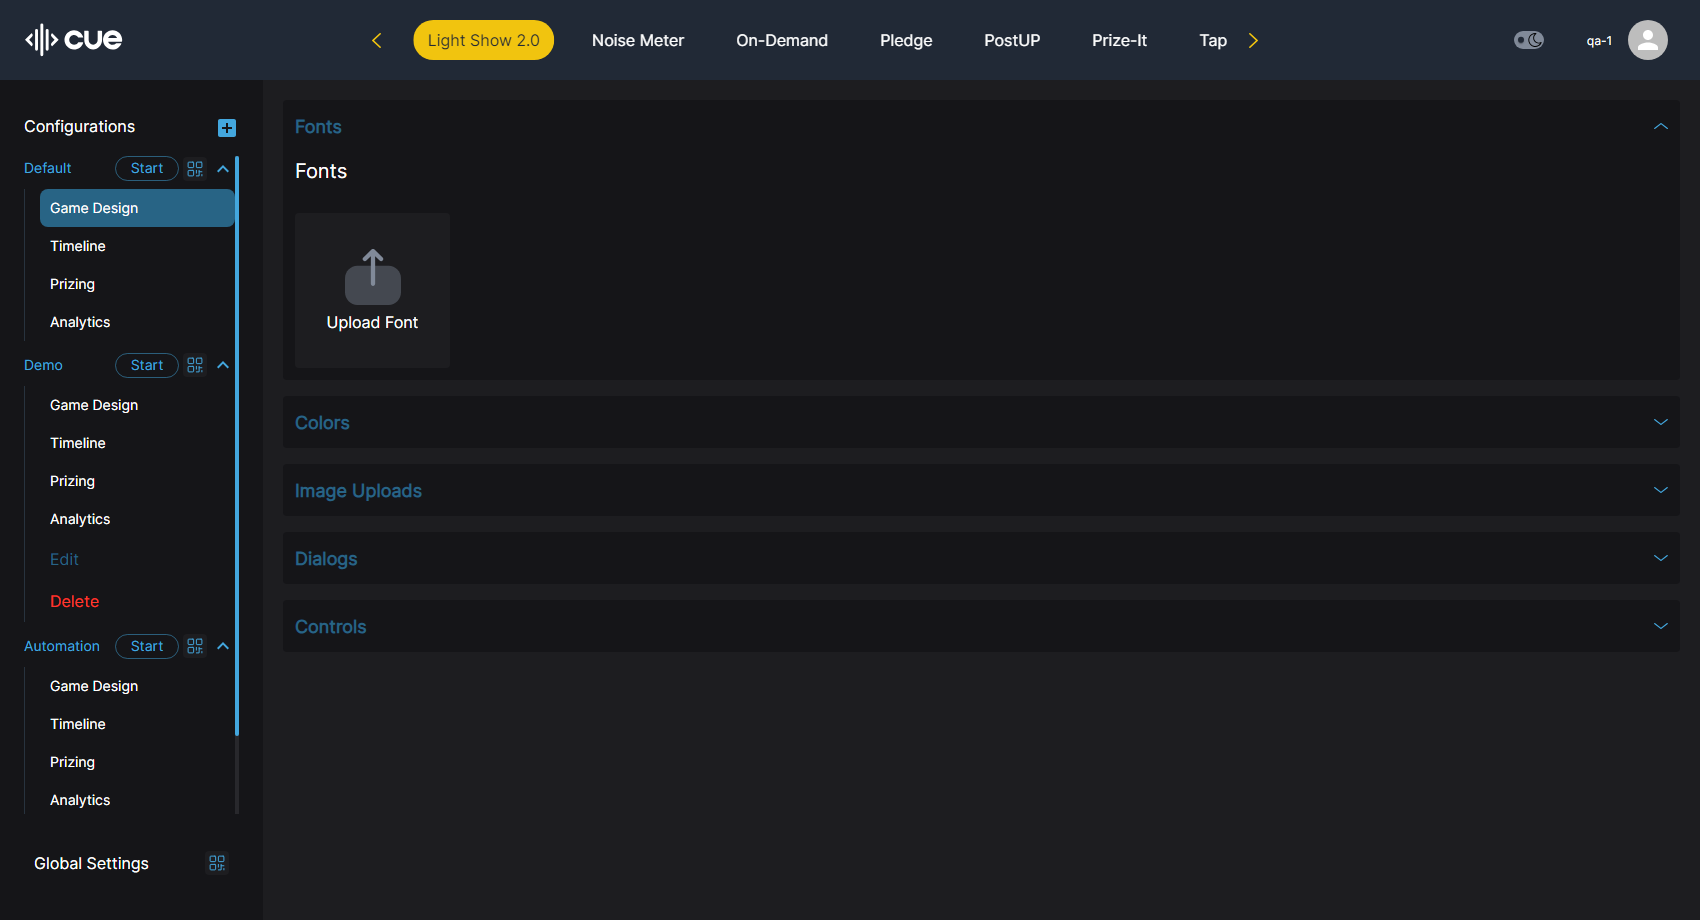 cue
Light Show 2.0
Noise Meter
On-Demand
Pledge
PostUP
Prize-It
Tap
qa-1
Configurations
Default
Start
Game Design
Timeline
Prizing
Analytics
Demo
Start
Game Design
Timeline
Prizing
Analytics
Edit
Delete
Automation
Start
Game Design
Timeline
Prizing
Analytics
Global Settings
Fonts
Fonts
Upload Font
Colors
Image Uploads
Dialogs
Controls